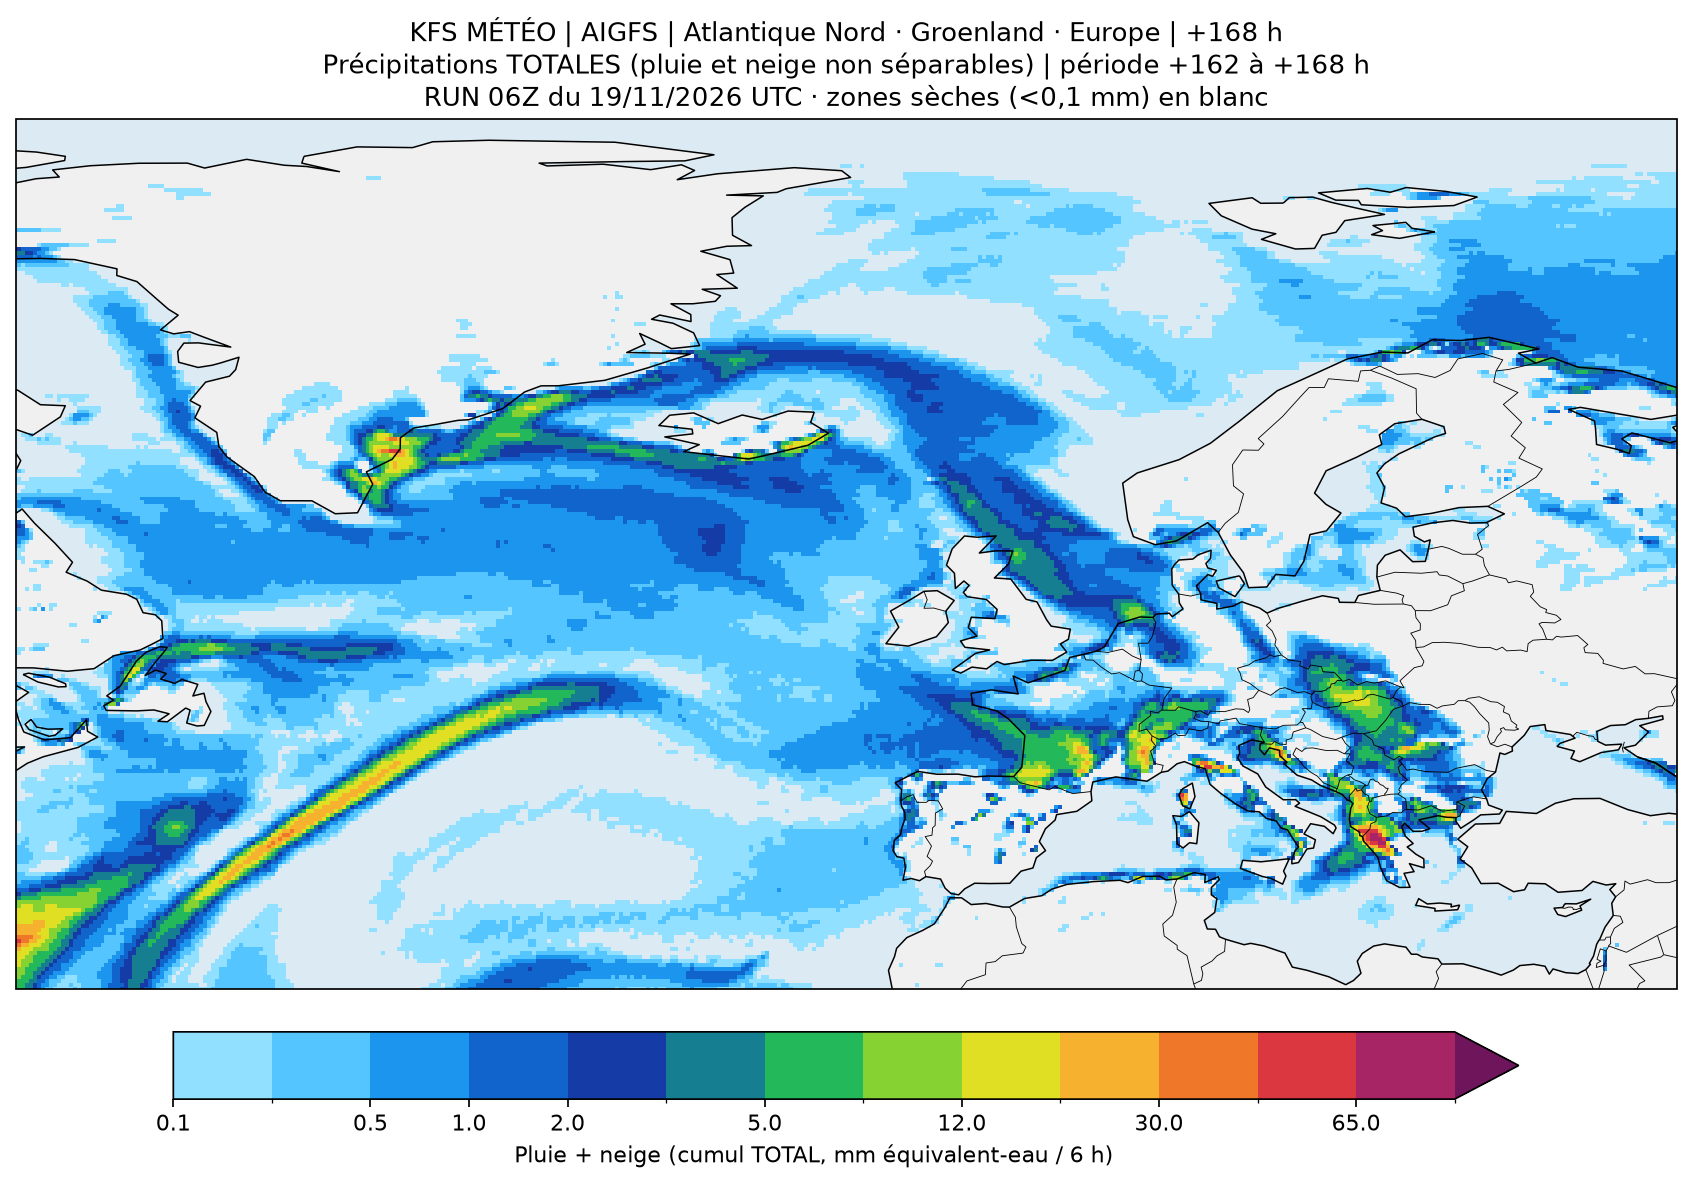 KFS MÉTÉO | AIGFS | Atlantique Nord · Groenland · Europe | +168 h
Précipitations TOTALES (pluie et neige non séparables) | période +162 à +168 h
RUN 06Z du 19/11/2026 UTC · zones sèches (<0,1 mm) en blanc
0.1 0.5 1.0 2.0 5.0 12.0 30.0 65.0
Pluie + neige (cumul TOTAL, mm équivalent-eau / 6 h)